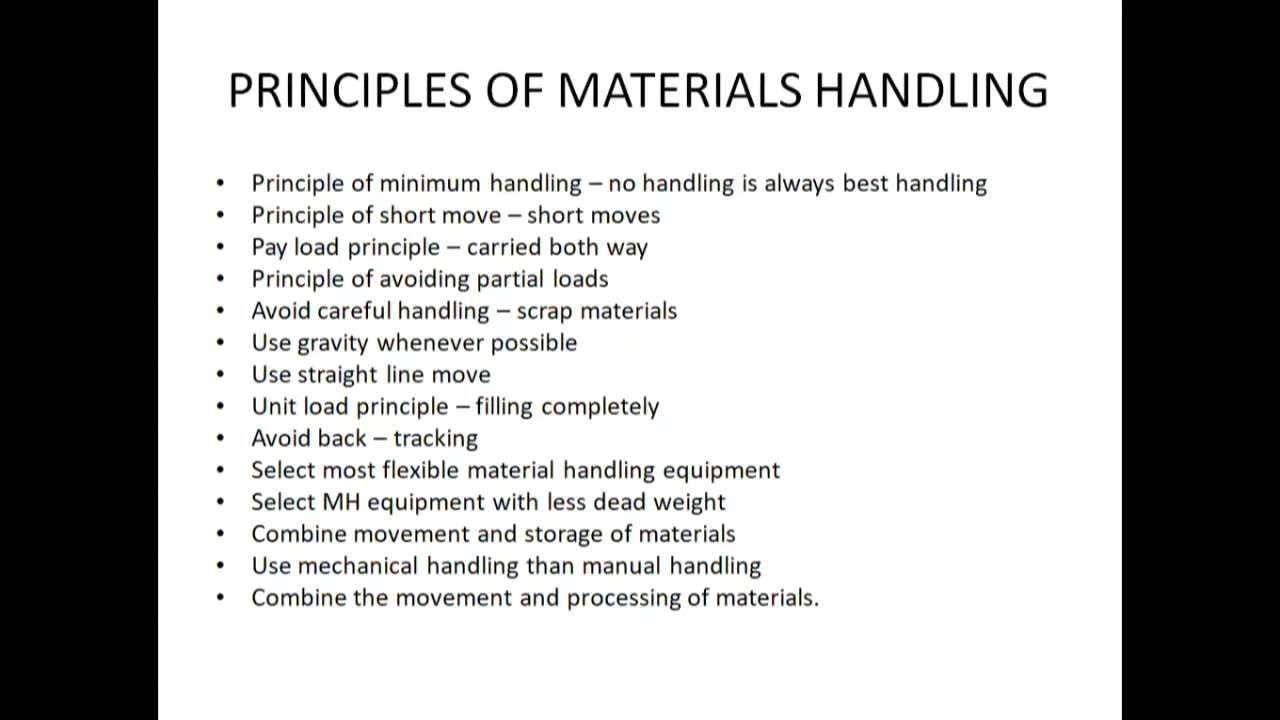 PRINCIPLES OF MATERIALS HANDLING
• Principle of minimum handling – no handling is always best handling
• Principle of short move – short moves
• Pay load principle – carried both way
• Principle of avoiding partial loads
• Avoid careful handling – scrap materials
• Use gravity whenever possible
• Use straight line move
• Unit load principle – filling completely
• Avoid back – tracking
• Select most flexible material handling equipment
• Select MH equipment with less dead weight
• Combine movement and storage of materials
• Use mechanical handling than manual handling
• Combine the movement and processing of materials.